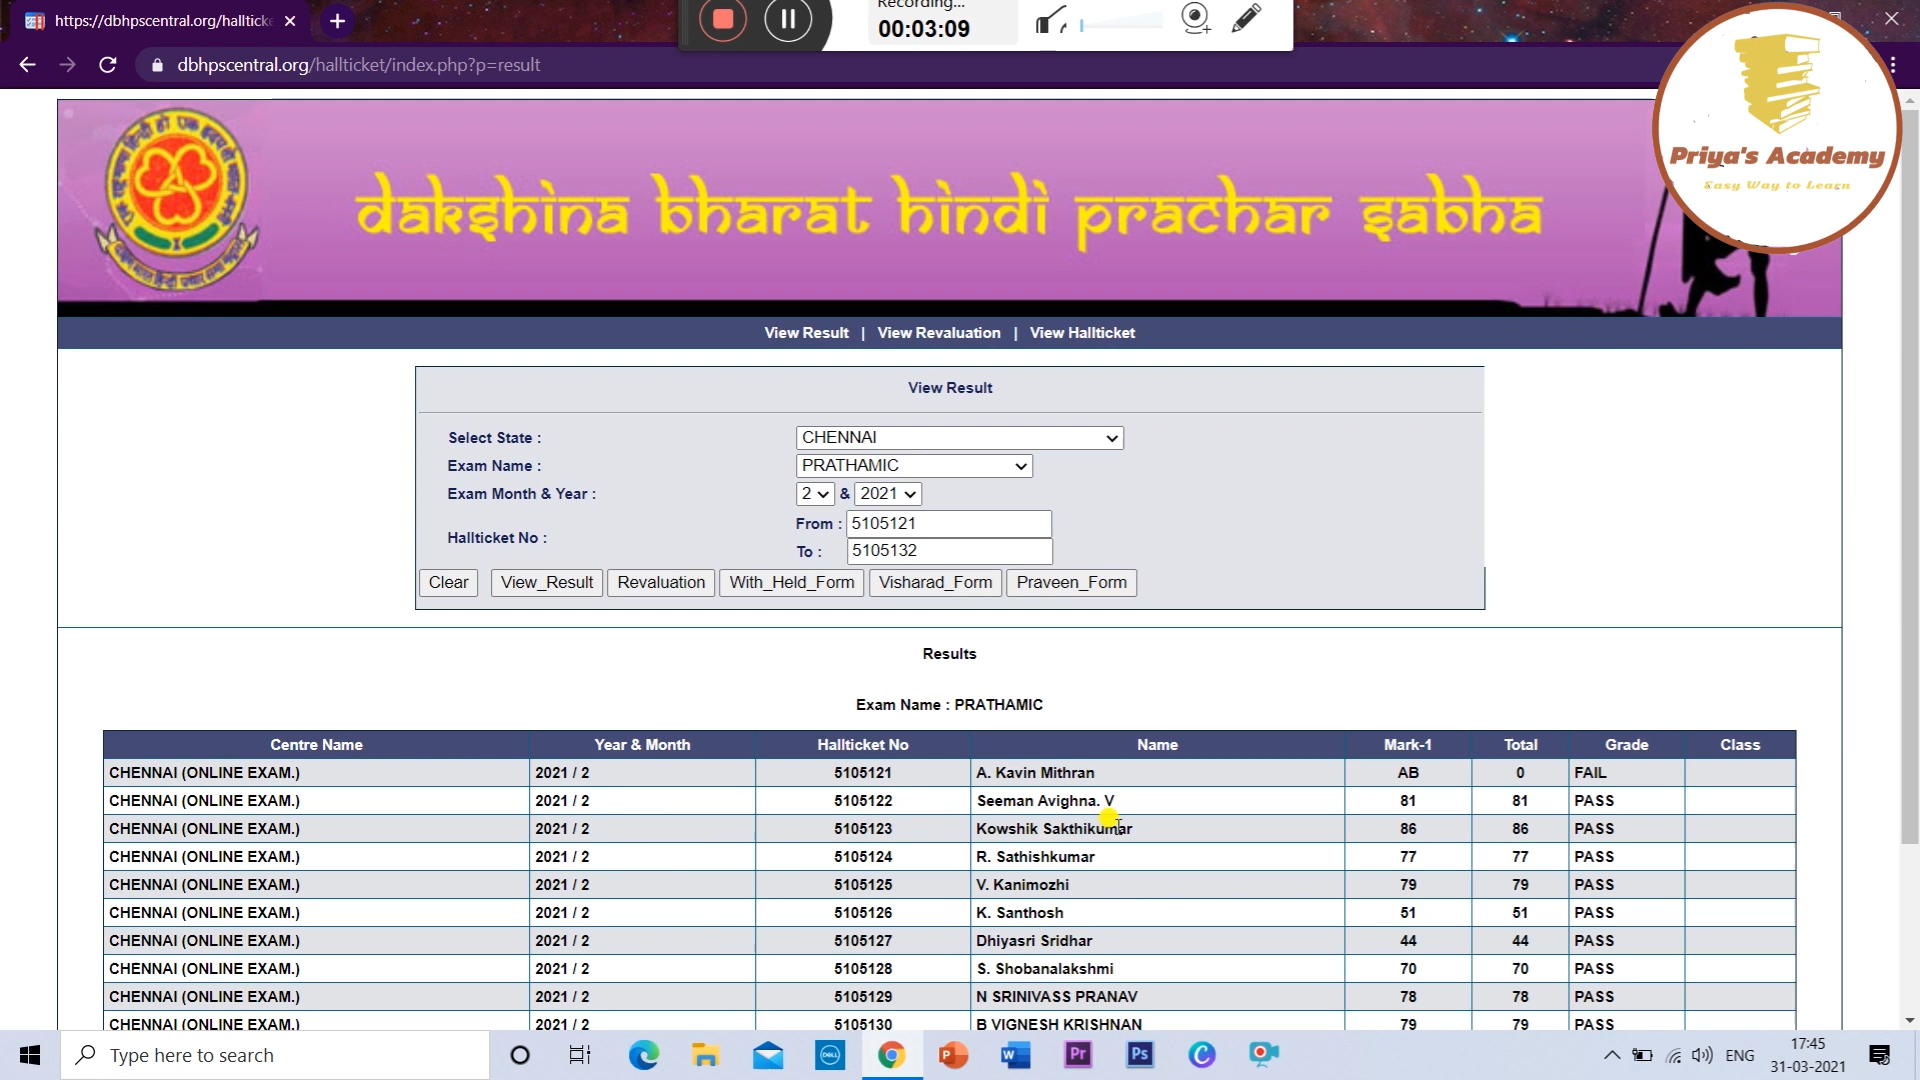 https://dbhpscentral.org/hallticke
Recording...
00:03:09
dbhpscentral.org/hallticket/index.php?p=result
Priya's Academy
Easy Way to Learn
dakshina bharat hindi prachar sabha
View Result | View Revaluation | View Hallticket
View Result
Select State : CHENNAI
Exam Name : PRATHAMIC
Exam Month & Year : 2 & 2021
Hallticket No :
From : 5105121
To : 5105132
Clear View_Result Revaluation With_Held_Form Visharad_Form Praveen_Form
Results
Exam Name : PRATHAMIC
Centre Name Year & Month Hallticket No Name Mark-1 Total Grade Class
CHENNAI (ONLINE EXAM.) 2021 / 2 5105121 A. Kavin Mithran AB 0 FAIL
CHENNAI (ONLINE EXAM.) 2021 / 2 5105122 Seeman Avighna. V 81 81 PASS
CHENNAI (ONLINE EXAM.) 2021 / 2 5105123 Kowshik Sakthikumar 86 86 PASS
CHENNAI (ONLINE EXAM.) 2021 / 2 5105124 R. Sathishkumar 77 77 PASS
CHENNAI (ONLINE EXAM.) 2021 / 2 5105125 V. Kanimozhi 79 79 PASS
CHENNAI (ONLINE EXAM.) 2021 / 2 5105126 K. Santhosh 51 51 PASS
CHENNAI (ONLINE EXAM.) 2021 / 2 5105127 Dhiyasri Sridhar 44 44 PASS
CHENNAI (ONLINE EXAM.) 2021 / 2 5105128 S. Shobanalakshmi 70 70 PASS
CHENNAI (ONLINE EXAM.) 2021 / 2 5105129 N SRINIVASS PRANAV 78 78 PASS
CHENNAI (ONLINE EXAM.) 2021 / 2 5105130 B VIGNESH KRISHNAN 79 79 PASS
Type here to search
DELL
P
W
Pr
Ps
ENG
17:45
31-03-2021